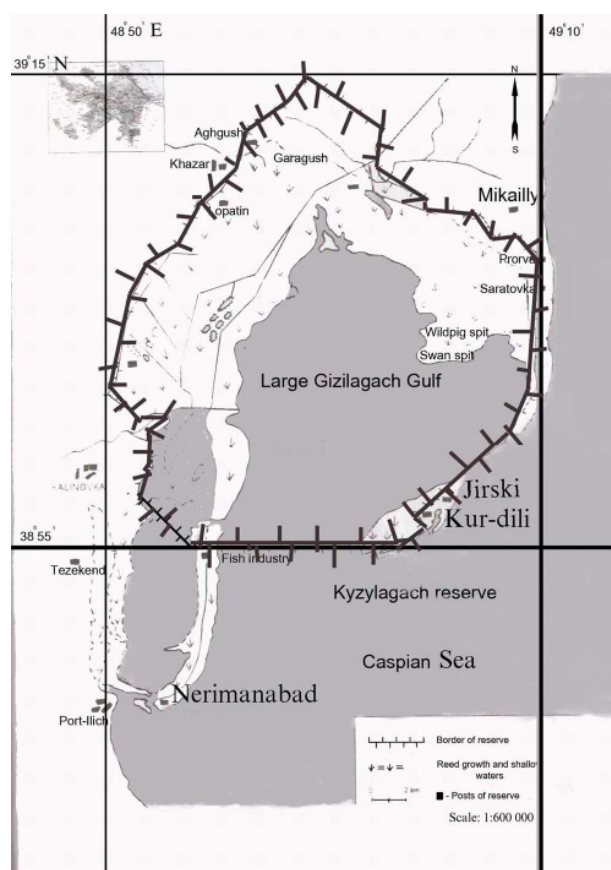 48° 50' E
49° 10'
39° 15' N
N
S
Aghgush
Khazar
Garagush
Lopatin
Mikailly
Prorva
Saratovka
Wildpig spit
Swan spit
Large Gizilagach Gulf
KALINOVKA
Jirski
Kur-dili
38° 55'
Tezekend
Fish industry
Kyzylagach reserve
Caspian Sea
Nerimanabad
Port-Ilich
Border of reserve
Reed growth and shallow
waters
2 km
- Posts of reserve
Scale: 1:600 000